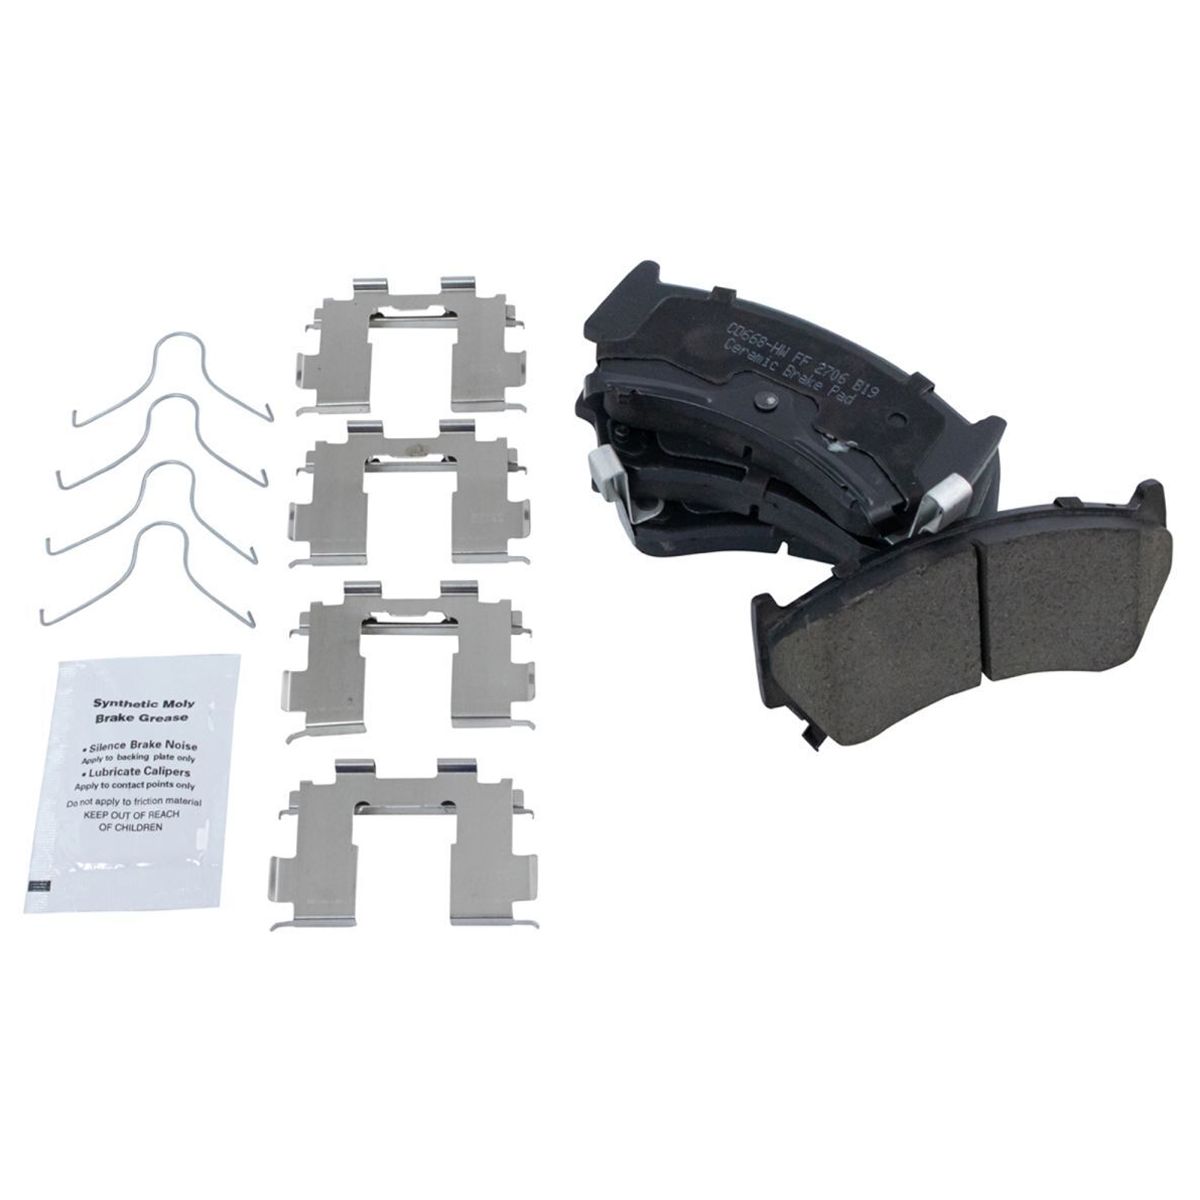 CD668-HW FF 2706 B19
Ceramic Brake Pad
Synthetic Moly
Brake Grease
• Silence Brake Noise
Apply to backing plate only
• Lubricate Calipers
Apply to contact points only
Do not apply to friction material
KEEP OUT OF REACH
OF CHILDREN